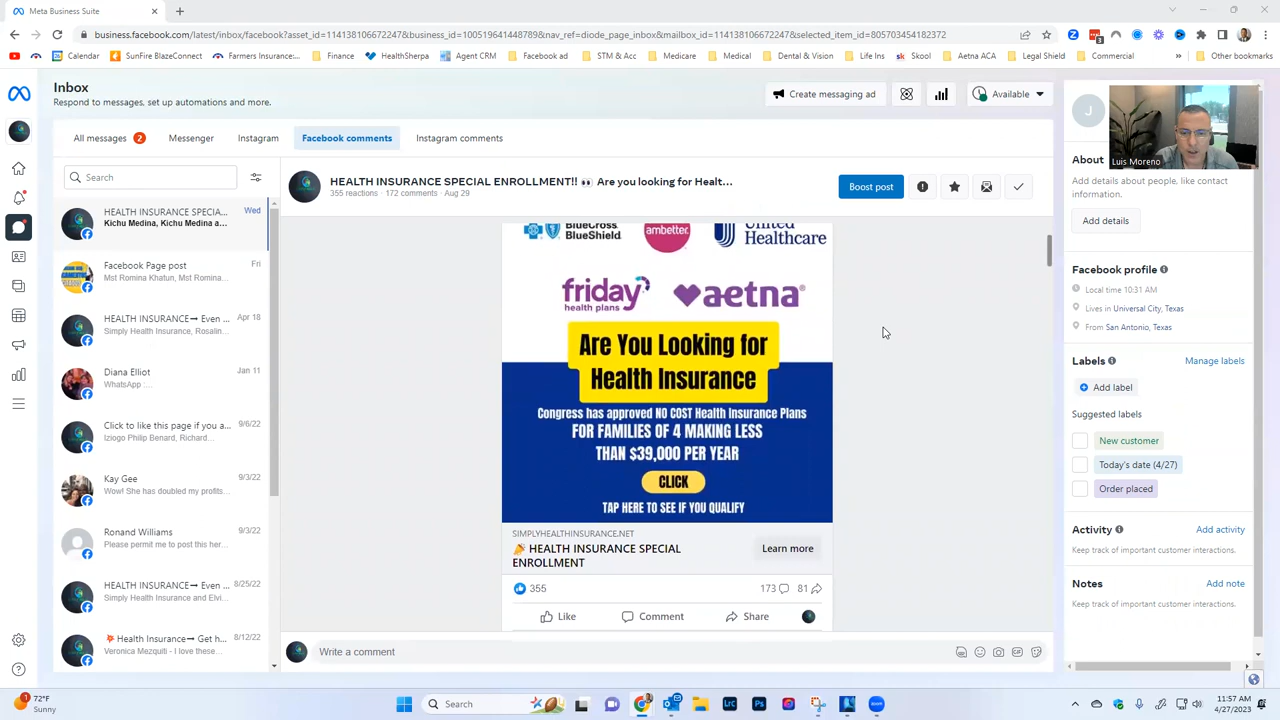 Meta Business Suite
business.facebook.com/latest/inbox/facebook?asset_id=114138106672247&business_id=100519641448789&nav_ref=diode_page_inbox&mailbox_id=114138106672247&selected_item_id=805703454182372
Calendar
SunFire BlazeConnect
Farmers Insurance:...
Finance
HealthSherpa
Agent CRM
Facebook ad
STM & Acc
Medicare
Medical
Dental & Vision
Life Ins
Skool
Aetna ACA
Legal Shield
Commercial
»
Other bookmarks
Inbox
Respond to messages, set up automations and more.
Create messaging ad
Available
Luis Moreno
All messages 2
Messenger
Instagram
Facebook comments
Instagram comments
Search
HEALTH INSURANCE SPECIA... Wed
Kichu Medina, Kichu Medina a...
Facebook Page post Fri
Mst Romina Khatun, Mst Romina...
HEALTH INSURANCE➞ Even ... Apr 18
Simply Health Insurance, Rosalin...
Diana Elliot Jan 11
WhatsApp :...
Click to like this page if you a... 9/6/22
Iziogo Philip Benard, Richard...
Kay Gee 9/3/22
Wow! She has doubled my profits...
Ronand Williams 9/3/22
Please permit me to post this her...
HEALTH INSURANCE➞ Even ... 8/25/22
Simply Health Insurance and Elvi...
Health Insurance➞ Get h... 8/12/22
Veronica Mezquiti - I love these...
HEALTH INSURANCE SPECIAL ENROLLMENT!! 👀 Are you looking for Healt...
355 reactions • 172 comments • Aug 29
Boost post
BlueCross
BlueShield
ambetter.
United
Healthcare
friday
health plans
aetna
Are You Looking for
Health Insurance
Congress has approved NO COST Health Insurance Plans
FOR FAMILIES OF 4 MAKING LESS
THAN $39,000 PER YEAR
CLICK
TAP HERE TO SEE IF YOU QUALIFY
SIMPLYHEALTHINSURANCE.NET
🎉 HEALTH INSURANCE SPECIAL
ENROLLMENT
Learn more
355
173
81
Like
Comment
Share
Write a comment
J
About
Add details about people, like contact
information.
Add details
Facebook profile
Local time 10:31 AM
Lives in Universal City, Texas
From San Antonio, Texas
Labels
Manage labels
Add label
Suggested labels
New customer
Today's date (4/27)
Order placed
Activity
Add activity
Keep track of important customer interactions.
Notes
Add note
Keep track of important customer interactions.
1
72°F
Sunny
Search
Lrc
Ps
11:57 AM
4/27/2023